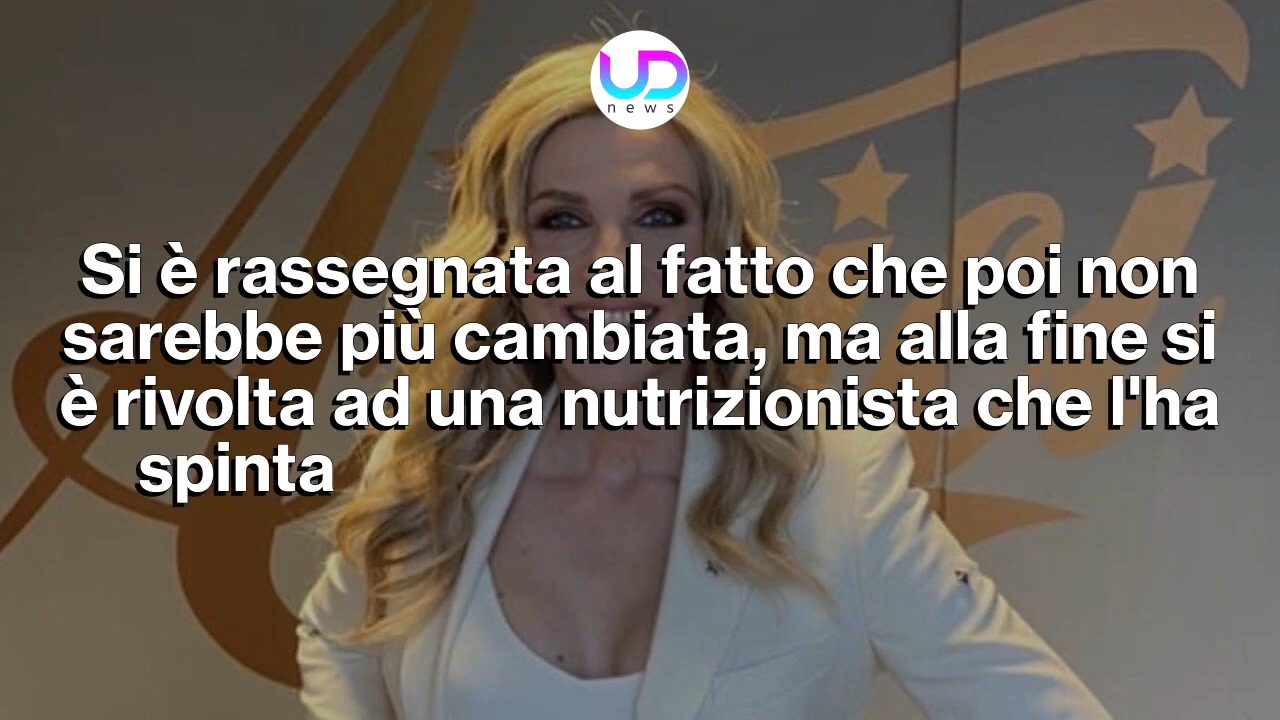 UD
news
Si è rassegnata al fatto che poi non
sarebbe più cambiata, ma alla fine si
è rivolta ad una nutrizionista che l'ha
spinta